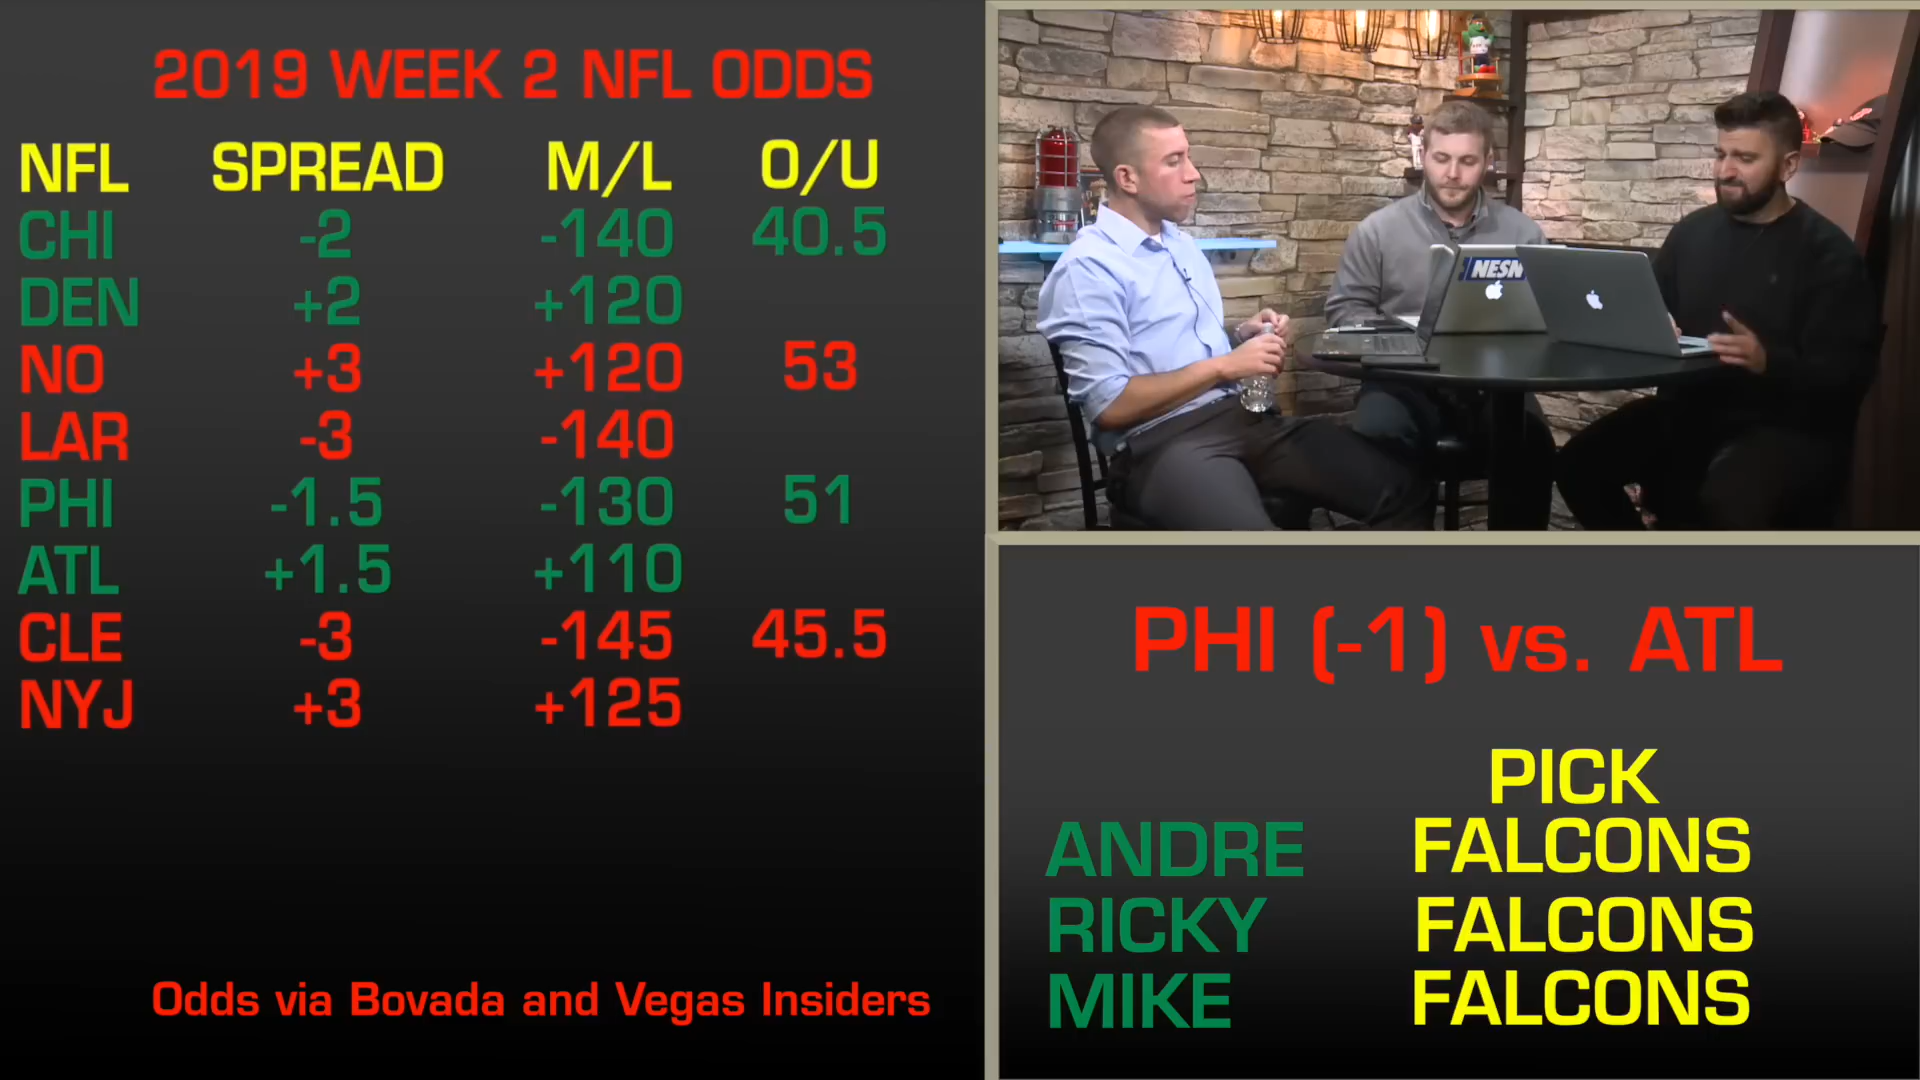 2019 WEEK 2 NFL ODDS
NFL SPREAD M/L O/U
CHI -2 -140 40.5
DEN +2 +120
NO +3 +120 53
LAR -3 -140
PHI -1.5 -130 51
ATL +1.5 +110
CLE -3 -145 45.5
NYJ +3 +125
Odds via Bovada and Vegas Insiders
NESN
PHI (-1) vs. ATL
PICK
ANDRE FALCONS
RICKY FALCONS
MIKE FALCONS